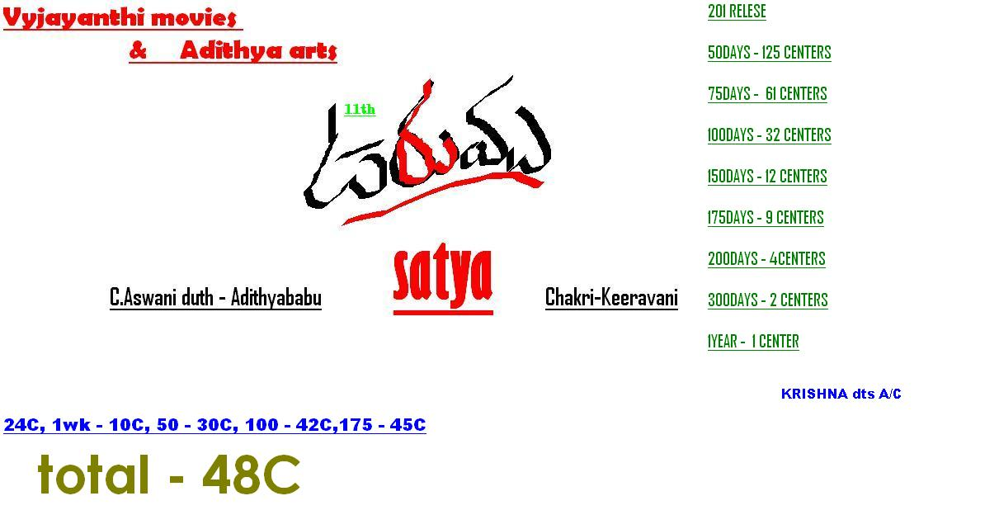 Vyjayanthi movies
& Adithya arts
11th
ఉరుము
satya
C.Aswani duth - Adithyababu
Chakri-Keeravani
201 RELESE
50DAYS - 125 CENTERS
75DAYS - 61 CENTERS
100DAYS - 32 CENTERS
150DAYS - 12 CENTERS
175DAYS - 9 CENTERS
200DAYS - 4CENTERS
300DAYS - 2 CENTERS
1YEAR - 1 CENTER
KRISHNA dts A/C
24C, 1wk - 10C, 50 - 30C, 100 - 42C,175 - 45C
total - 48C